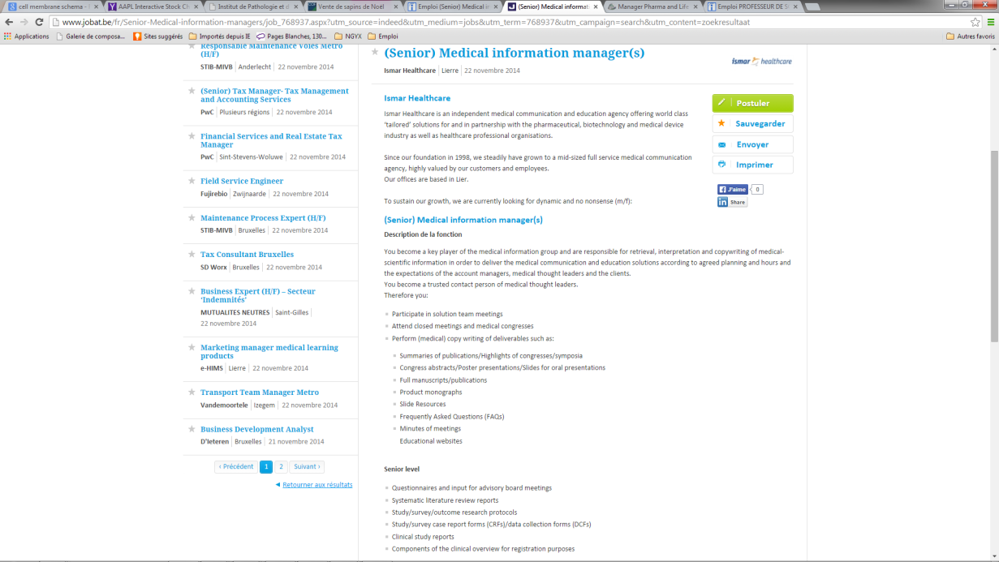 cell membrane schema -
AAPL Interactive Stock Ch
Institut de Pathologie et d
Vente de sapins de Noël
Emploi (Senior) Medical in
(Senior) Medical informat
Manager Pharma and Life
Emploi PROFESSEUR DE S
www.jobat.be/fr/Senior-Medical-information-managers/job_768937.aspx?utm_source=indeed&utm_medium=jobs&utm_term=768937&utm_campaign=search&utm_content=zoekresultaat
Applications
Galerie de composa...
Sites suggérés
Importés depuis IE
Pages Blanches, 130...
NGYX
Emploi
Autres favoris
Responsable Maintenance Voies Métro
(H/F)
STIB-MIVB | Anderlecht | 22 novembre 2014
(Senior) Tax Manager- Tax Management
and Accounting Services
PwC | Plusieurs régions | 22 novembre 2014
Financial Services and Real Estate Tax
Manager
PwC | Sint-Stevens-Woluwe | 22 novembre 2014
Field Service Engineer
Fujirebio | Zwijnaarde | 22 novembre 2014
Maintenance Process Expert (H/F)
STIB-MIVB | Bruxelles | 22 novembre 2014
Tax Consultant Bruxelles
SD Worx | Bruxelles | 22 novembre 2014
Business Expert (H/F) – Secteur
‘Indemnités’
MUTUALITES NEUTRES | Saint-Gilles |
22 novembre 2014
Marketing manager medical learning
products
e-HIMS | Lierre | 22 novembre 2014
Transport Team Manager Metro
Vandemoortele | Izegem | 22 novembre 2014
Business Development Analyst
D'Ieteren | Bruxelles | 21 novembre 2014
‹ Précédent 1 2 Suivant ›
Retourner aux résultats
(Senior) Medical information manager(s)
Ismar Healthcare | Lierre | 22 novembre 2014
ismar healthcare
Ismar Healthcare
Ismar Healthcare is an independent medical communication and education agency offering world class
‘tailored’ solutions for and in partnership with the pharmaceutical, biotechnology and medical device
industry as well as healthcare professional organisations.
Since our foundation in 1998, we steadily have grown to a mid-sized full service medical communication
agency, highly valued by our customers and employees.
Our offices are based in Lier.
To sustain our growth, we are currently looking for dynamic and no nonsense (m/f):
Postuler
Sauvegarder
Envoyer
Imprimer
J'aime 0
in Share
(Senior) Medical information manager(s)
Description de la fonction
You become a key player of the medical information group and are responsible for retrieval, interpretation and copywriting of medical-
scientific information in order to deliver the medical communication and education solutions according to agreed planning and hours and
the expectations of the account managers, medical thought leaders and the clients.
You become a trusted contact person of medical thought leaders.
Therefore you:
Participate in solution team meetings
Attend closed meetings and medical congresses
Perform (medical) copy writing of deliverables such as:
Summaries of publications/Highlights of congresses/symposia
Congress abstracts/Poster presentations/Slides for oral presentations
Full manuscripts/publications
Product monographs
Slide Resources
Frequently Asked Questions (FAQs)
Minutes of meetings
Educational websites
Senior level
Questionnaires and input for advisory board meetings
Systematic literature review reports
Study/survey/outcome research protocols
Study/survey case report forms (CRFs)/data collection forms (DCFs)
Clinical study reports
Components of the clinical overview for registration purposes